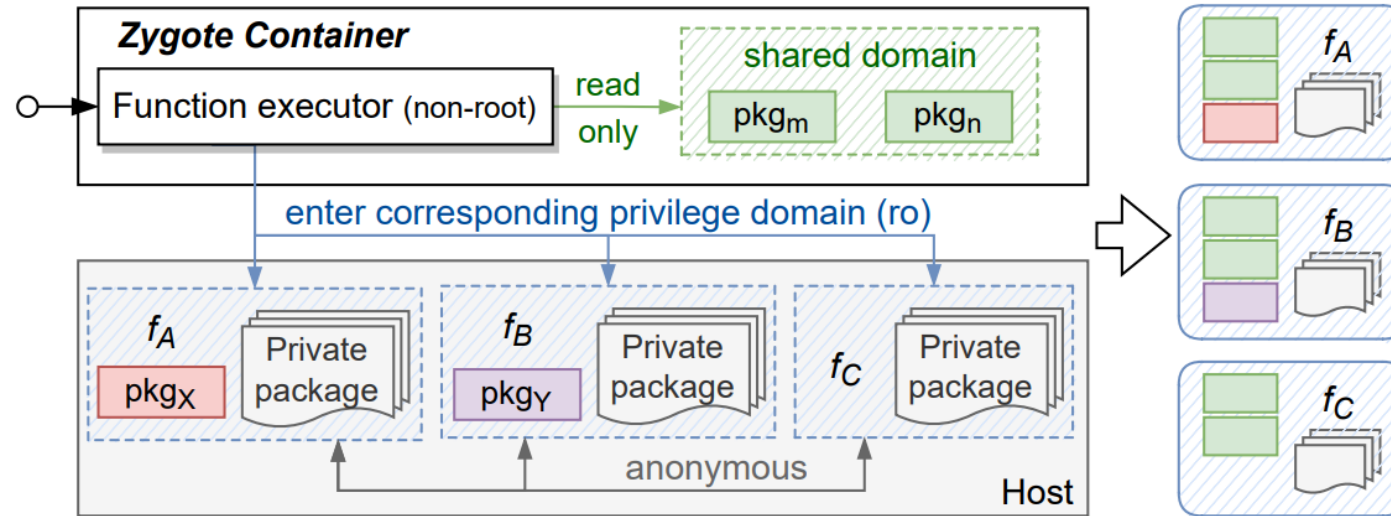 Zygote Container
Function executor (non-root)
read
only
shared domain
pkgm
pkgn
enter corresponding privilege domain (ro)
fA
pkgX
Private
package
fB
pkgY
Private
package
fC
Private
package
anonymous
Host
fA
fB
fC